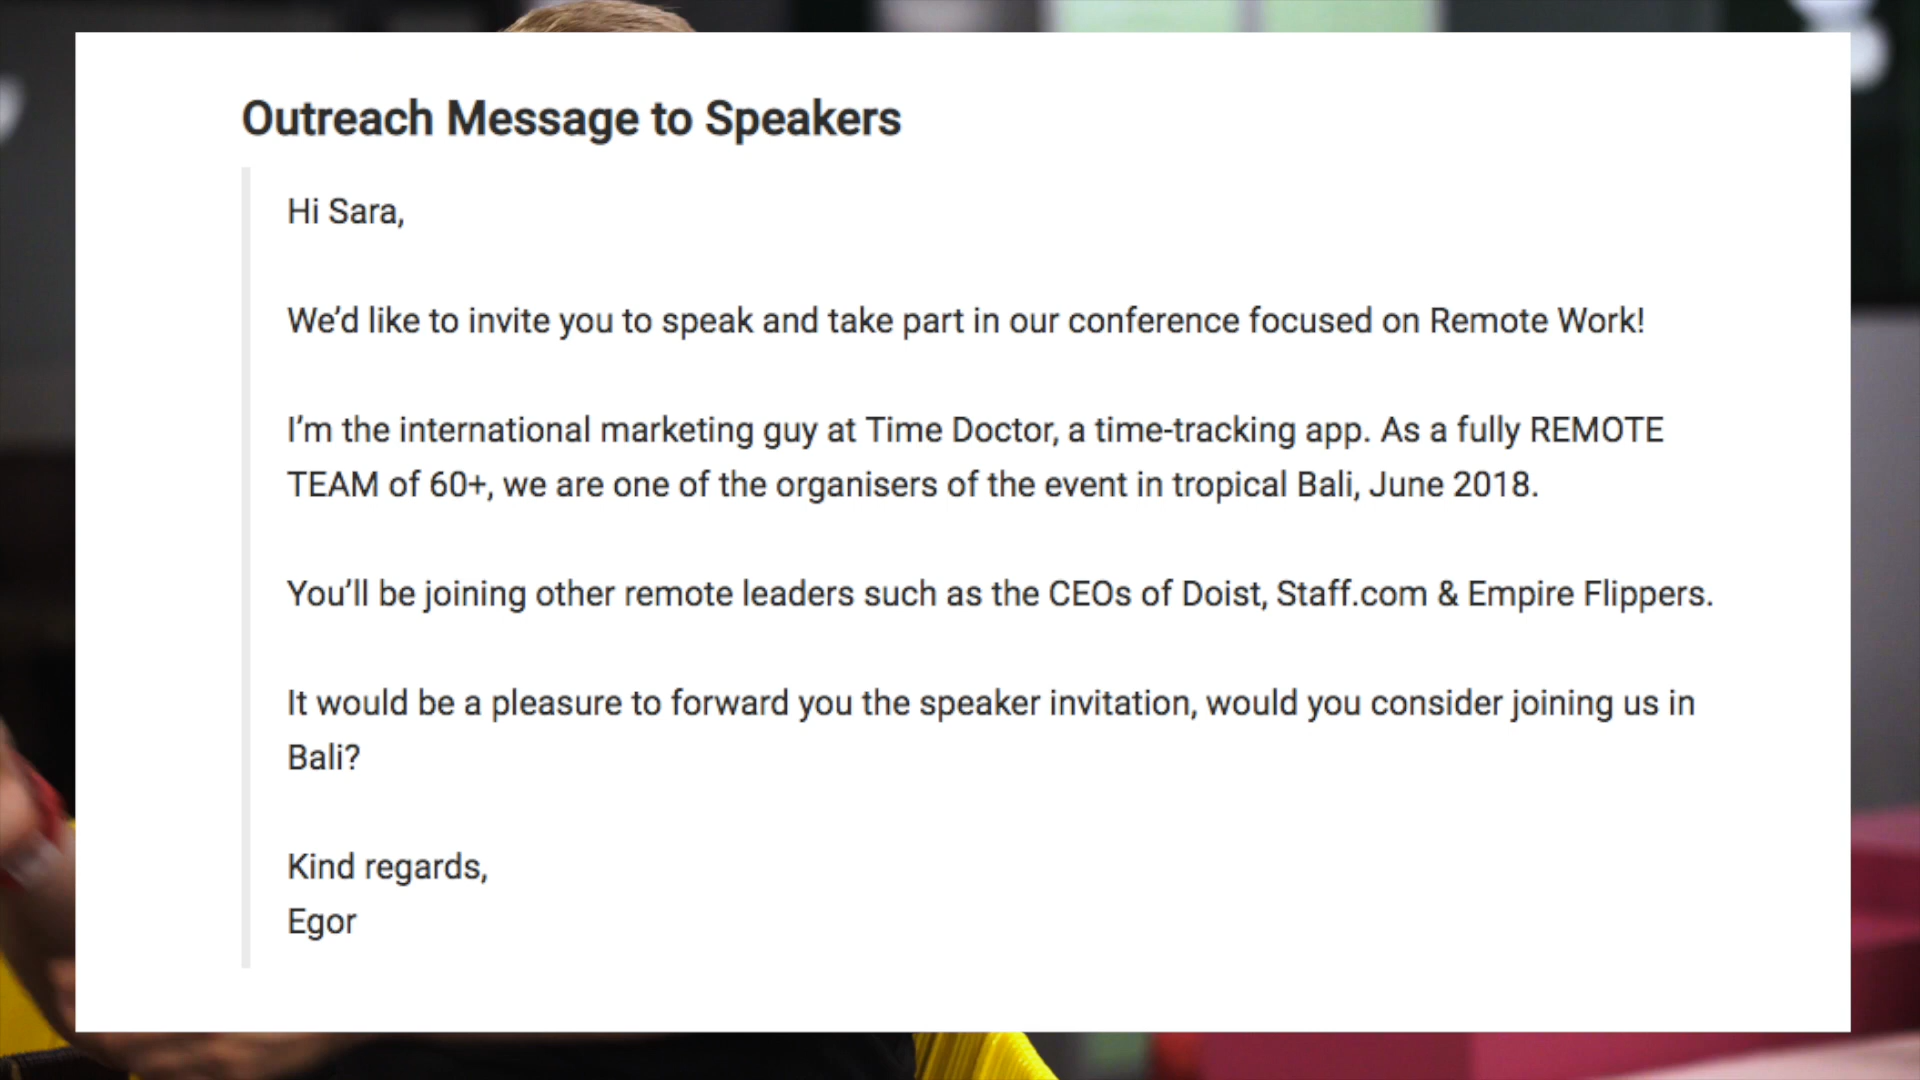 Outreach Message to Speakers
Hi Sara,
We’d like to invite you to speak and take part in our conference focused on Remote Work!
I’m the international marketing guy at Time Doctor, a time-tracking app. As a fully REMOTE
TEAM of 60+, we are one of the organisers of the event in tropical Bali, June 2018.
You’ll be joining other remote leaders such as the CEOs of Doist, Staff.com & Empire Flippers.
It would be a pleasure to forward you the speaker invitation, would you consider joining us in
Bali?
Kind regards,
Egor